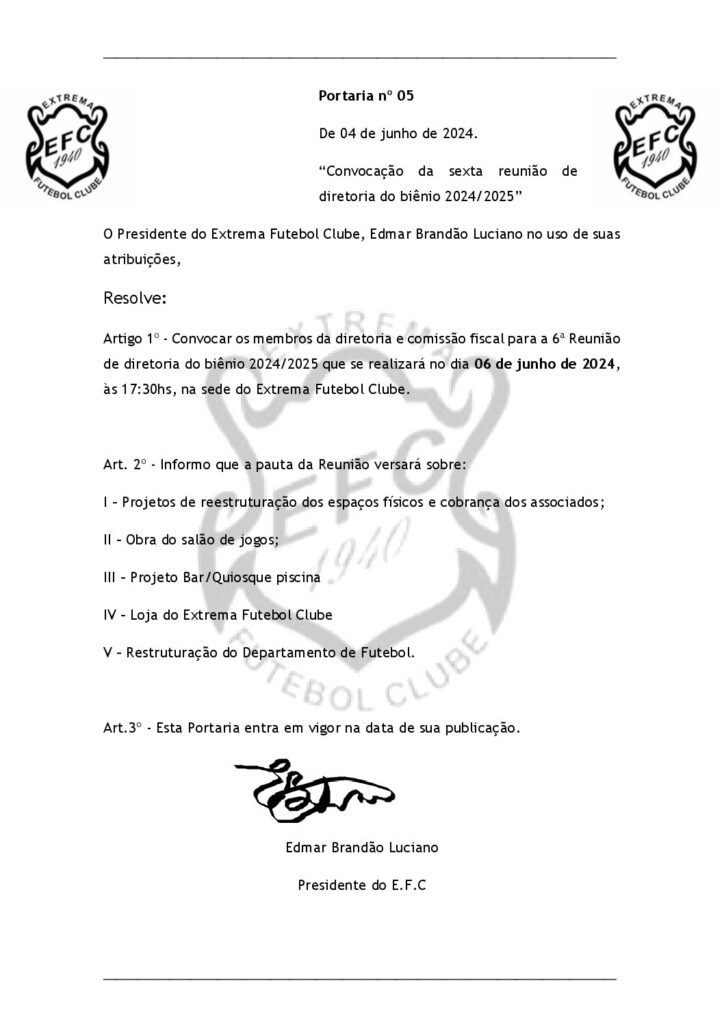 EXTREMA
EFC
1940
FUTEBOL CLUBE
EXTREMA
EFC
1940
FUTEBOL CLUBE
Portaria nº 05
De 04 de junho de 2024.
“Convocação da sexta reunião de
diretoria do biênio 2024/2025”
O Presidente do Extrema Futebol Clube, Edmar Brandão Luciano no uso de suas
atribuições,
Resolve:
Artigo 1º - Convocar os membros da diretoria e comissão fiscal para a 6ª Reunião
de diretoria do biênio 2024/2025 que se realizará no dia 06 de junho de 2024,
às 17:30hs, na sede do Extrema Futebol Clube.
Art. 2º - Informo que a pauta da Reunião versará sobre:
I – Projetos de reestruturação dos espaços físicos e cobrança dos associados;
II – Obra do salão de jogos;
III – Projeto Bar/Quiosque piscina
IV – Loja do Extrema Futebol Clube
V – Restruturação do Departamento de Futebol.
EXTREMA
EFC
1940
FUTEBOL CLUBE
Art.3º - Esta Portaria entra em vigor na data de sua publicação.
Edmar Brandão Luciano
Presidente do E.F.C